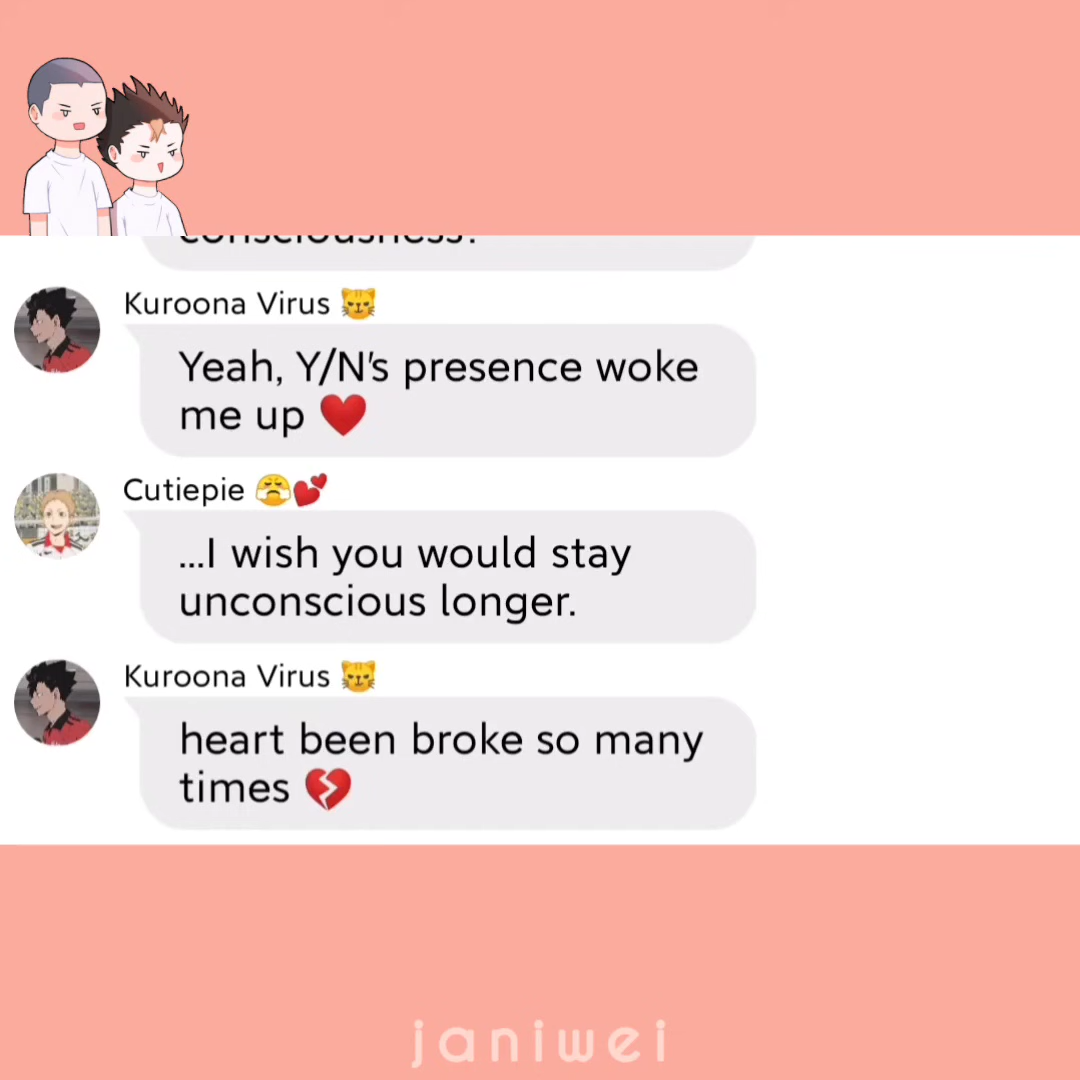 consciousness?
Kuroona Virus 🐱
Yeah, Y/N's presence woke
me up ❤️
Cutiepie 😤💕
...I wish you would stay
unconscious longer.
Kuroona Virus 🐱
heart been broke so many
times 💔
janiwei